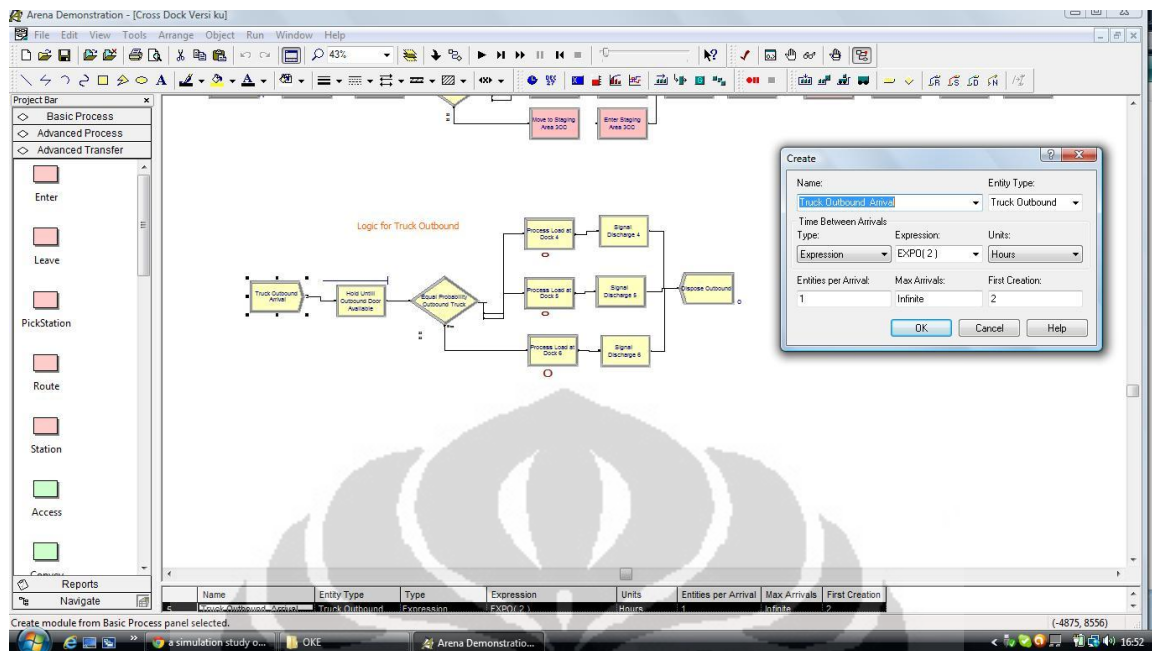 Arena Demonstration - [Cross Dock Versi ku]
File Edit View Tools Arrange Object Run Window Help
43%
Project Bar
Basic Process
Advanced Process
Advanced Transfer
Enter
Leave
PickStation
Route
Station
Access
Convey
Reports
Navigate
Move to Staging Area 3CC
Enter Staging Area 3CC
Logic for Truck Outbound
Truck Outbound Arrival
Hold Untill Outbound Door Available
Equal Probability Outbound Truck
Process Load at Dock 4
Signal Discharge 4
Process Load at Dock 5
Signal Discharge 5
Process Load at Dock 6
Signal Discharge 6
Dispose Outbound
0
Create
Name:
Entity Type:
Truck Outbound Arrival
Truck Outbound
Time Between Arrivals
Type:
Expression:
Units:
Expression
EXPO( 2 )
Hours
Entities per Arrival:
Max Arrivals:
First Creation:
1
Infinite
2
OK
Cancel
Help
Name Entity Type Type Expression Units Entities per Arrival Max Arrivals First Creation
5 Truck Outbound Arrival Truck Outbound Expression EXPO( 2 ) Hours 1 Infinite 2
Create module from Basic Process panel selected.
(-4875, 8556)
a simulation study o...
OKE
Arena Demonstratio...
16:52